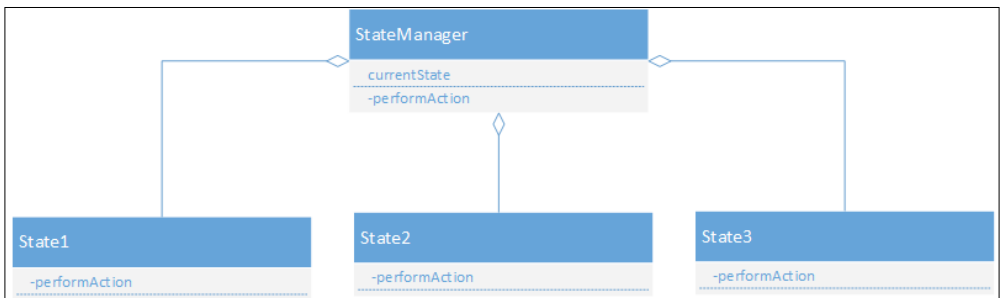 StateManager
currentState
-performAction
State1
-performAction
State2
-performAction
State3
-performAction